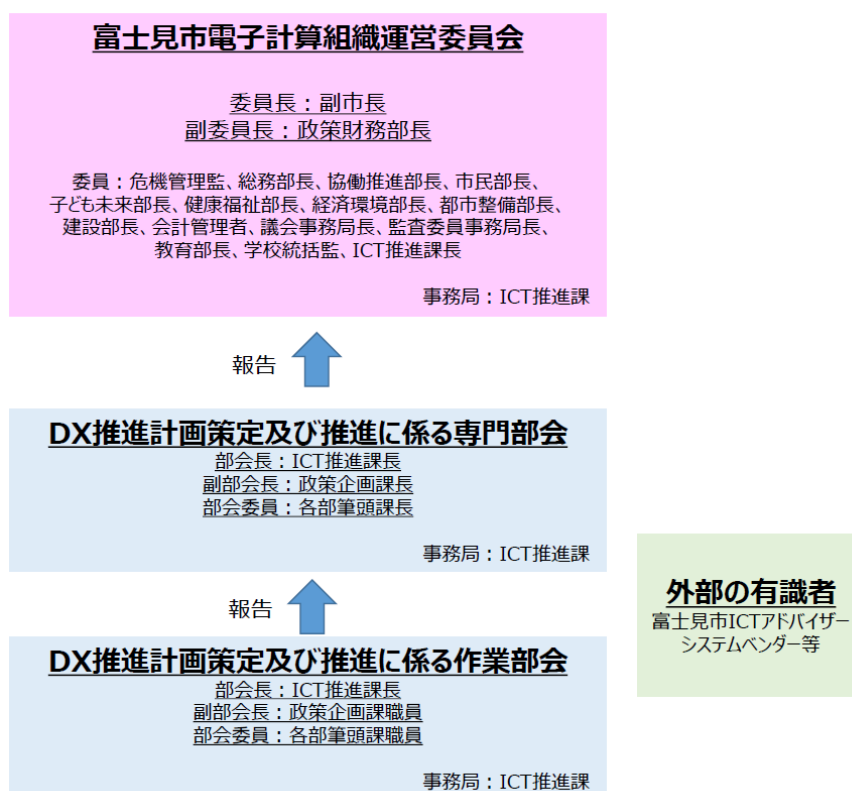 富士見市電子計算組織運営委員会
委員長：副市長
副委員長：政策財務部長
委員：危機管理監、総務部長、協働推進部長、市民部長、
子ども未来部長、健康福祉部長、経済環境部長、都市整備部長、
建設部長、会計管理者、議会事務局長、監査委員事務局長、
教育部長、学校統括監、ICT推進課長
事務局：ICT推進課
報告
DX推進計画策定及び推進に係る専門部会
部会長：ICT推進課長
副部会長：政策企画課長
部会委員：各部筆頭課長
事務局：ICT推進課
報告
DX推進計画策定及び推進に係る作業部会
部会長：ICT推進課長
副部会長：政策企画課職員
部会委員：各部筆頭課職員
事務局：ICT推進課
外部の有識者
富士見市ICTアドバイザー
システムベンダー等